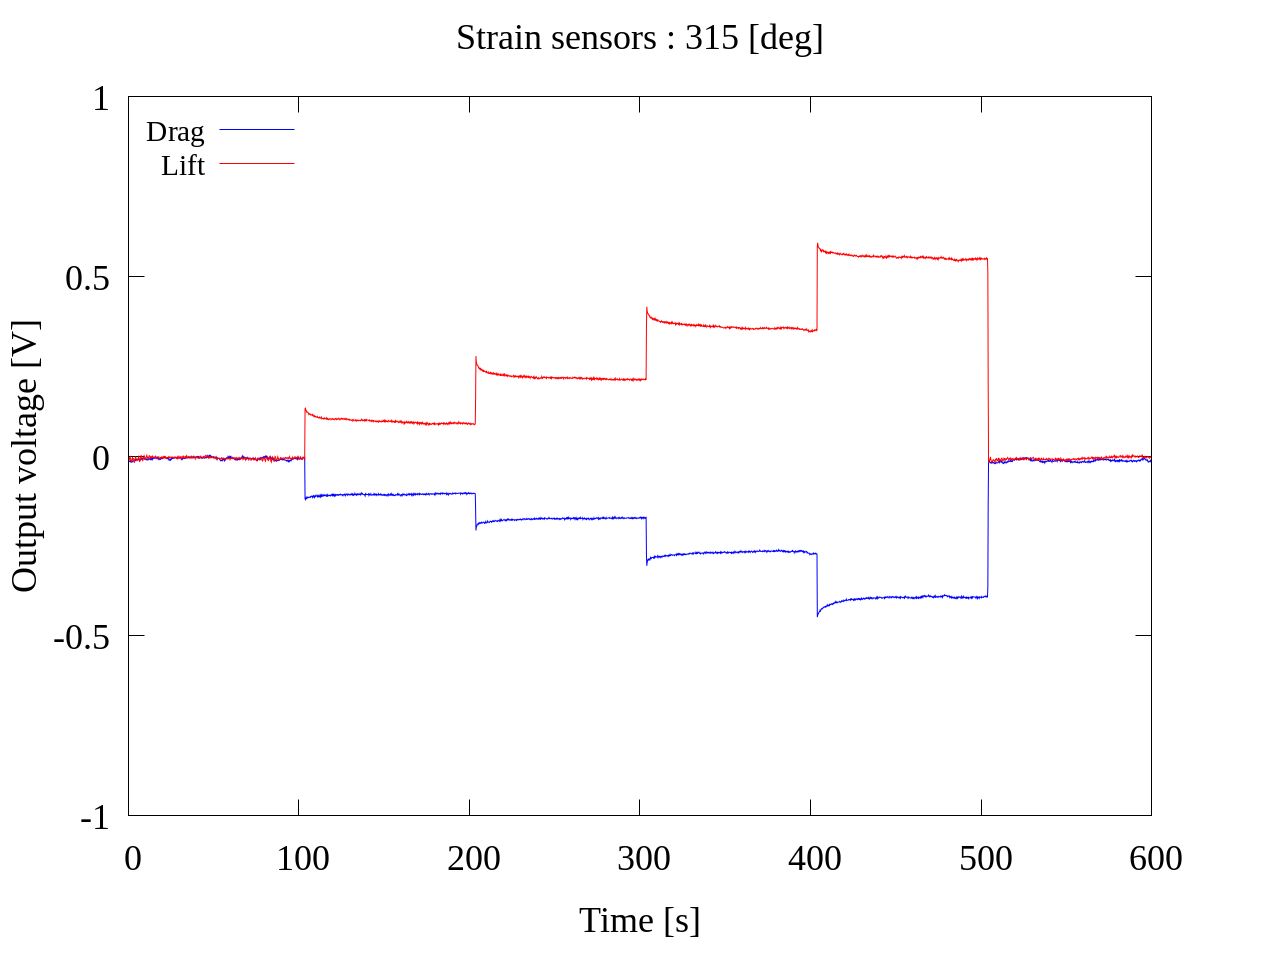 Strain sensors : 315 [deg]
1
0.5
0
-0.5
-1
Output voltage [V]
Drag
Lift
0 100 200 300 400 500 600
Time [s]